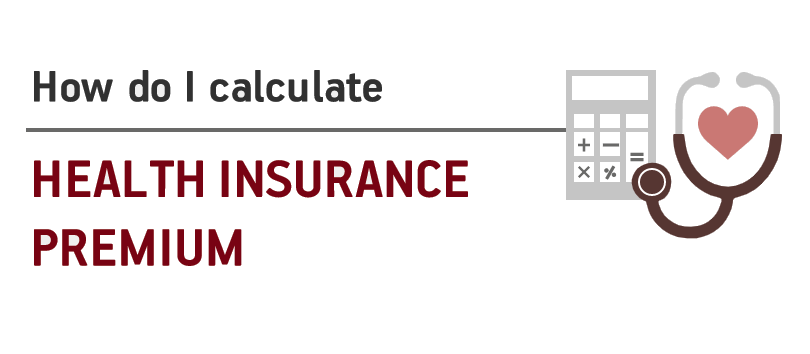 How do I calculate
HEALTH INSURANCE
PREMIUM
+ −
× % =